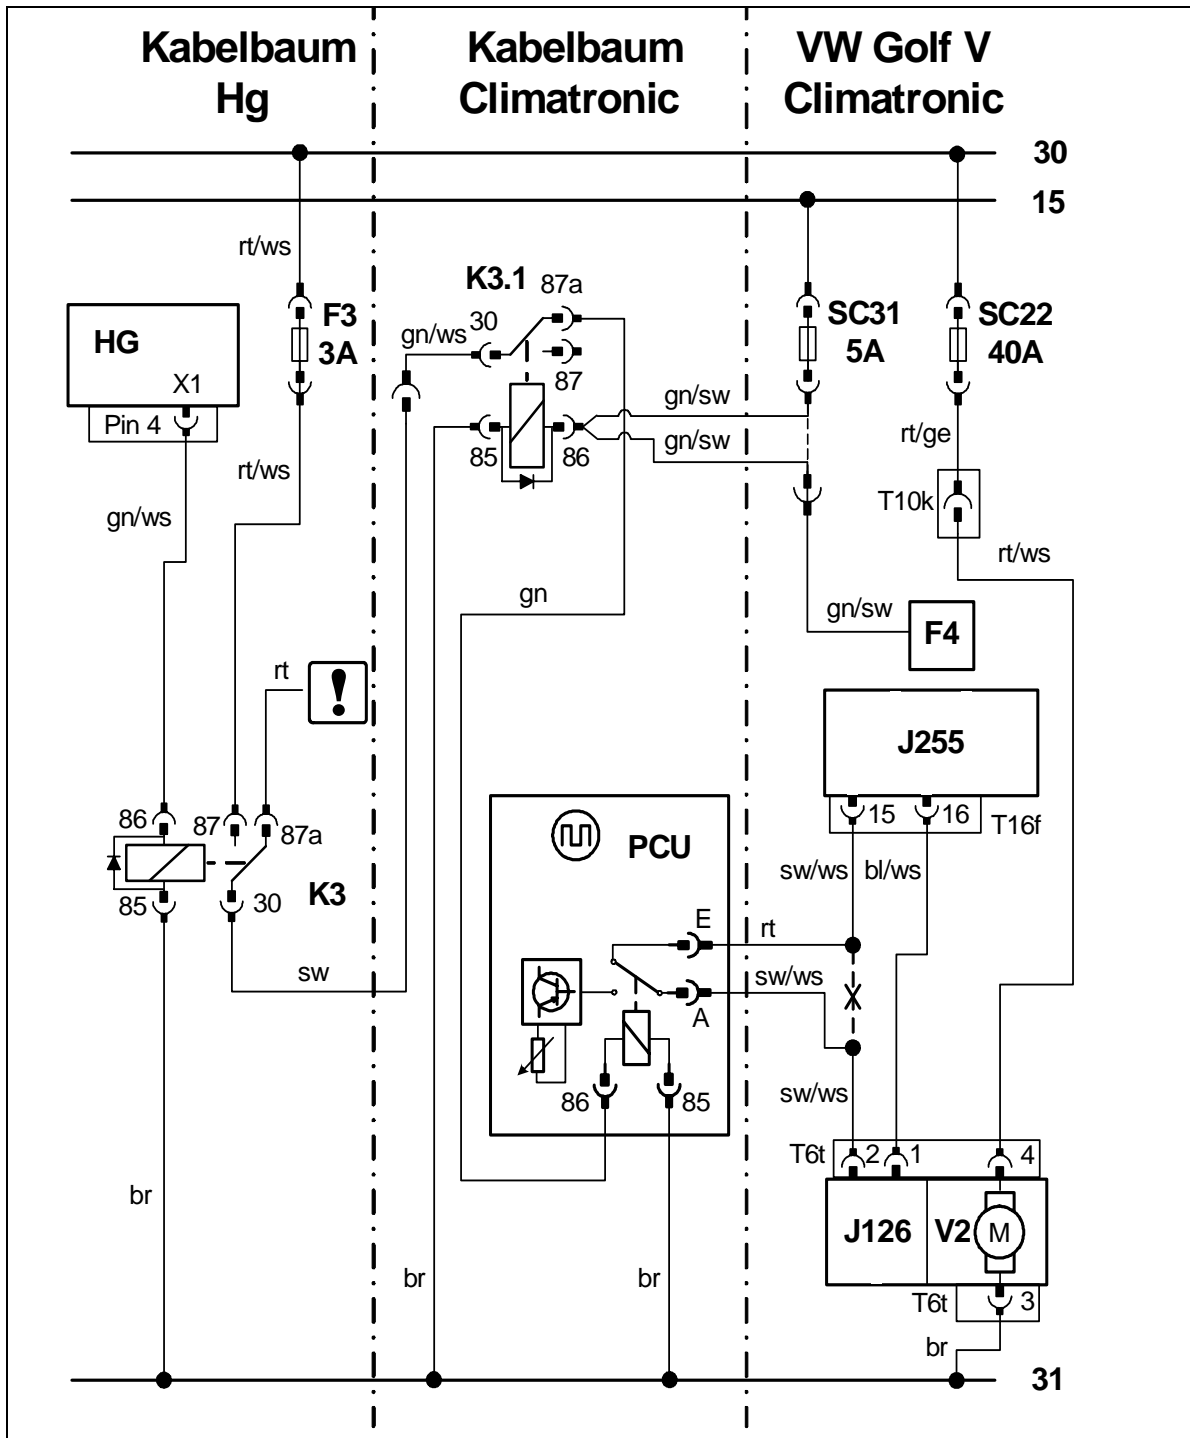 Kabelbaum Hg
Kabelbaum Climatronic
VW Golf V Climatronic
30
15
rt/ws
HG
X1
Pin 4
F3
3A
rt/ws
gn/ws
K3.1
87a
30
gn/ws
87
85
86
gn/sw
gn/sw
SC31
5A
SC22
40A
rt/ge
T10k
rt/ws
gn
gn/sw
F4
rt
!
J255
15
16
T16f
86
87
87a
85
30
K3
sw
PCU
E
rt
A
sw/ws
sw/ws
bl/ws
86
85
sw/ws
T6t
2
1
4
J126
V2
M
T6t
3
br
br
br
br
31